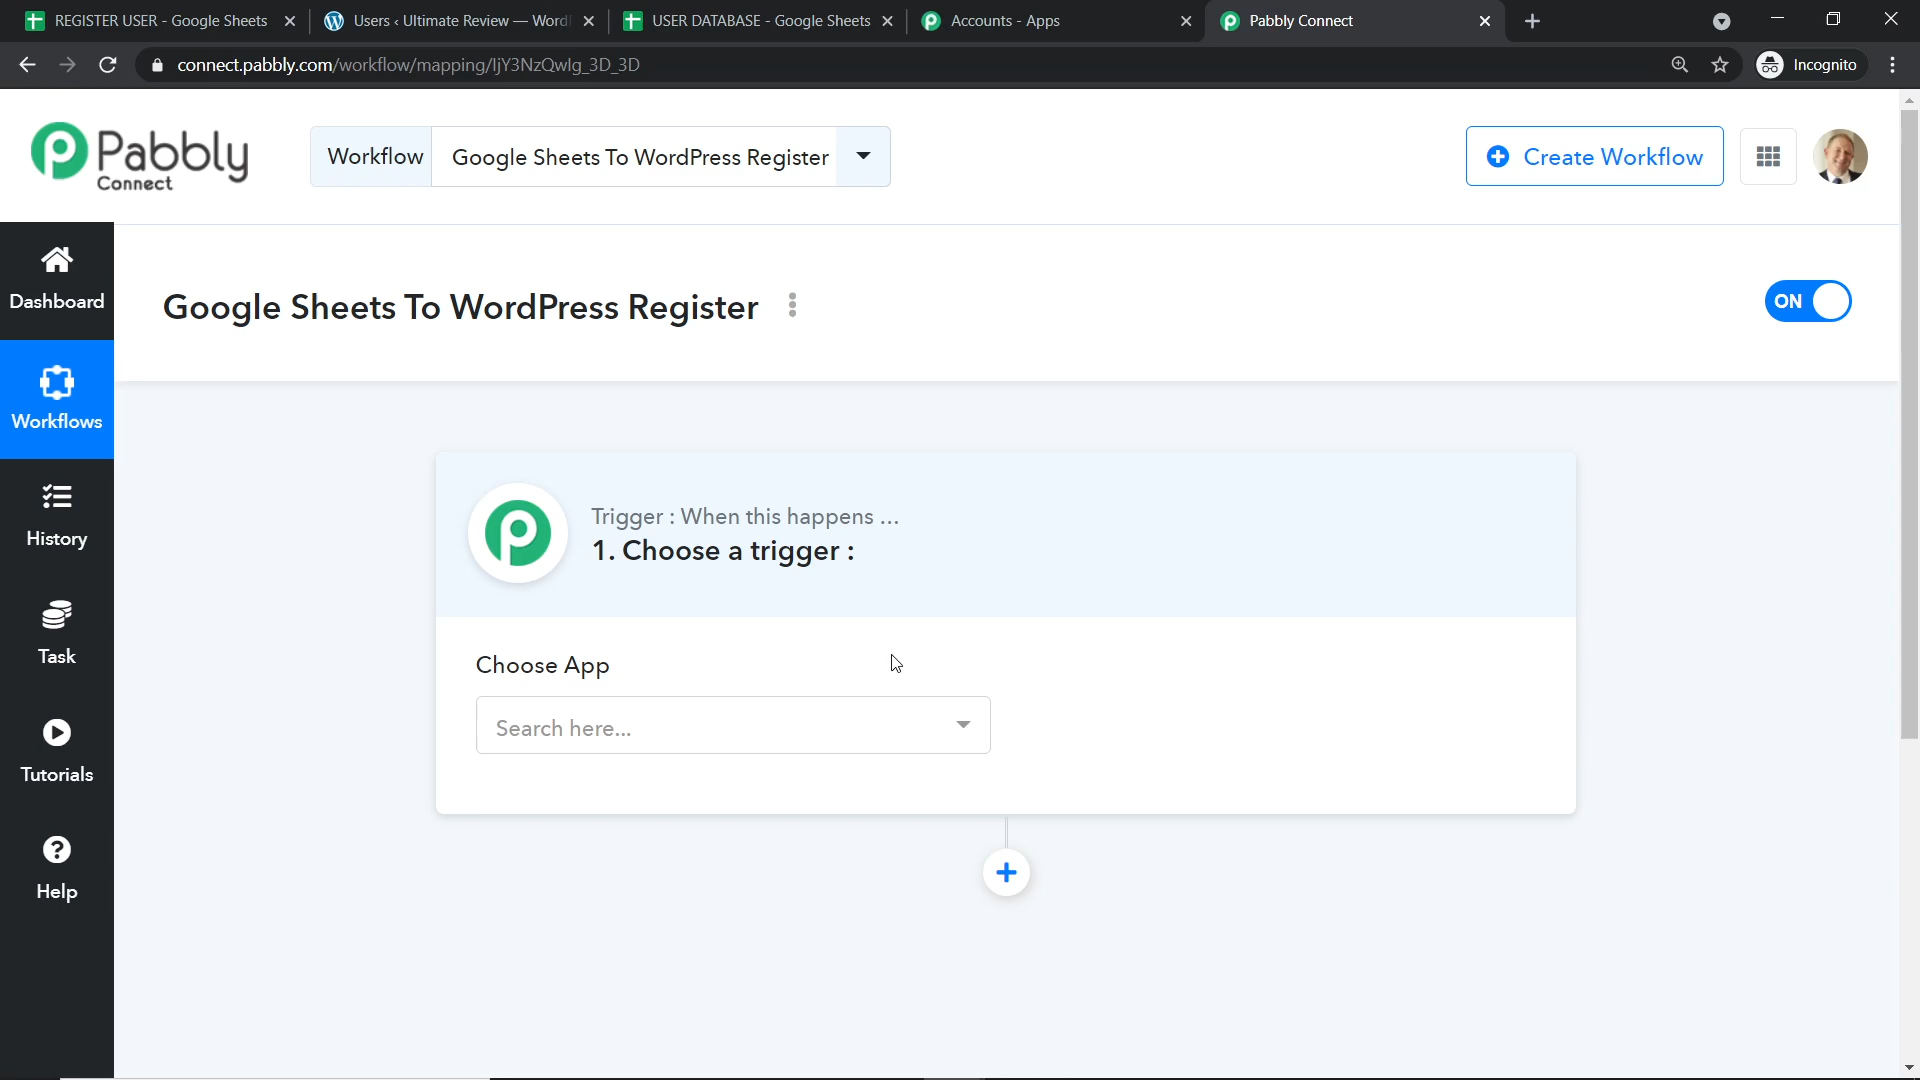 REGISTER USER - Google Sheets
Users ‹ Ultimate Review — Word
USER DATABASE - Google Sheets
Accounts - Apps
Pabbly Connect
connect.pabbly.com/workflow/mapping/IjY3NzQwIg_3D_3D
Incognito
Pabbly
Connect
Workflow
Google Sheets To WordPress Register
Create Workflow
Dashboard
Google Sheets To WordPress Register
ON
Workflows
History
Trigger : When this happens ...
1. Choose a trigger :
Task
Choose App
Search here...
Tutorials
Help